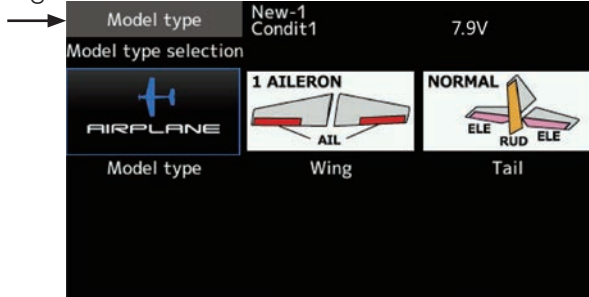 Model type
New-1
Condit1
7.9V
Model type selection
AIRPLANE
1 AILERON
AIL
NORMAL
ELE
RUD
ELE
Model type
Wing
Tail